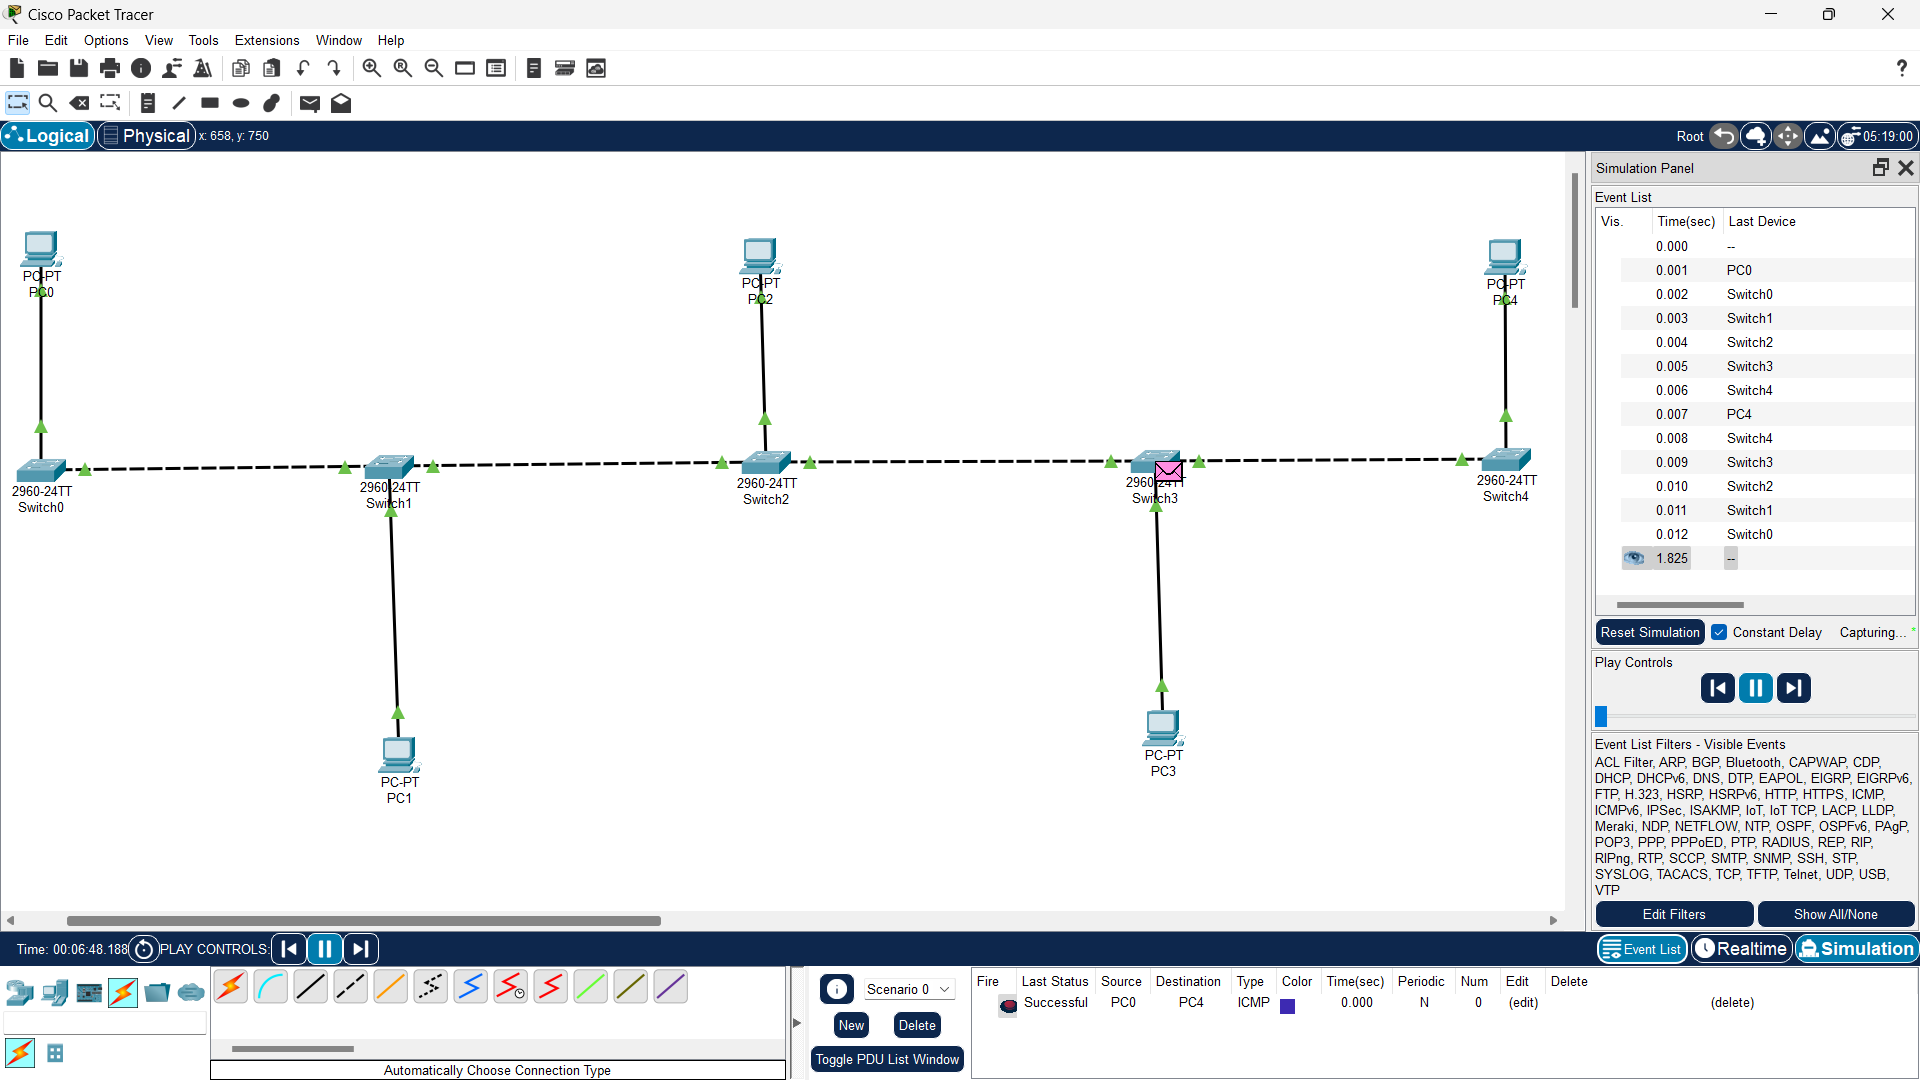 Cisco Packet Tracer
File Edit Options View Tools Extensions Window Help
?
Logical Physical x: 658, y: 750 Root 05:19:00
PC-PT
PC0
PC-PT
PC2
PC-PT
PC4
2960-24TT
Switch0
2960-24TT
Switch1
2960-24TT
Switch2
2960-24TT
Switch3
2960-24TT
Switch4
PC-PT
PC1
PC-PT
PC3
Simulation Panel
Event List
Vis. Time(sec) Last Device
0.000 --
0.001 PC0
0.002 Switch0
0.003 Switch1
0.004 Switch2
0.005 Switch3
0.006 Switch4
0.007 PC4
0.008 Switch4
0.009 Switch3
0.010 Switch2
0.011 Switch1
0.012 Switch0
1.825 --
Reset Simulation Constant Delay Capturing... *
Play Controls
Event List Filters - Visible Events
ACL Filter, ARP, BGP, Bluetooth, CAPWAP, CDP,
DHCP, DHCPv6, DNS, DTP, EAPOL, EIGRP, EIGRPv6,
FTP, H.323, HSRP, HSRPv6, HTTP, HTTPS, ICMP,
ICMPv6, IPSec, ISAKMP, IoT, IoT TCP, LACP, LLDP,
Meraki, NDP, NETFLOW, NTP, OSPF, OSPFv6, PAgP,
POP3, PPP, PPPoED, PTP, RADIUS, REP, RIP,
RIPng, RTP, SCCP, SMTP, SNMP, SSH, STP,
SYSLOG, TACACS, TCP, TFTP, Telnet, UDP, USB,
VTP
Edit Filters Show All/None
Time: 00:06:48.188 PLAY CONTROLS: Event List Realtime Simulation
Automatically Choose Connection Type
Scenario 0
New Delete
Toggle PDU List Window
Fire Last Status Source Destination Type Color Time(sec) Periodic Num Edit Delete
Successful PC0 PC4 ICMP 0.000 N 0 (edit) (delete)